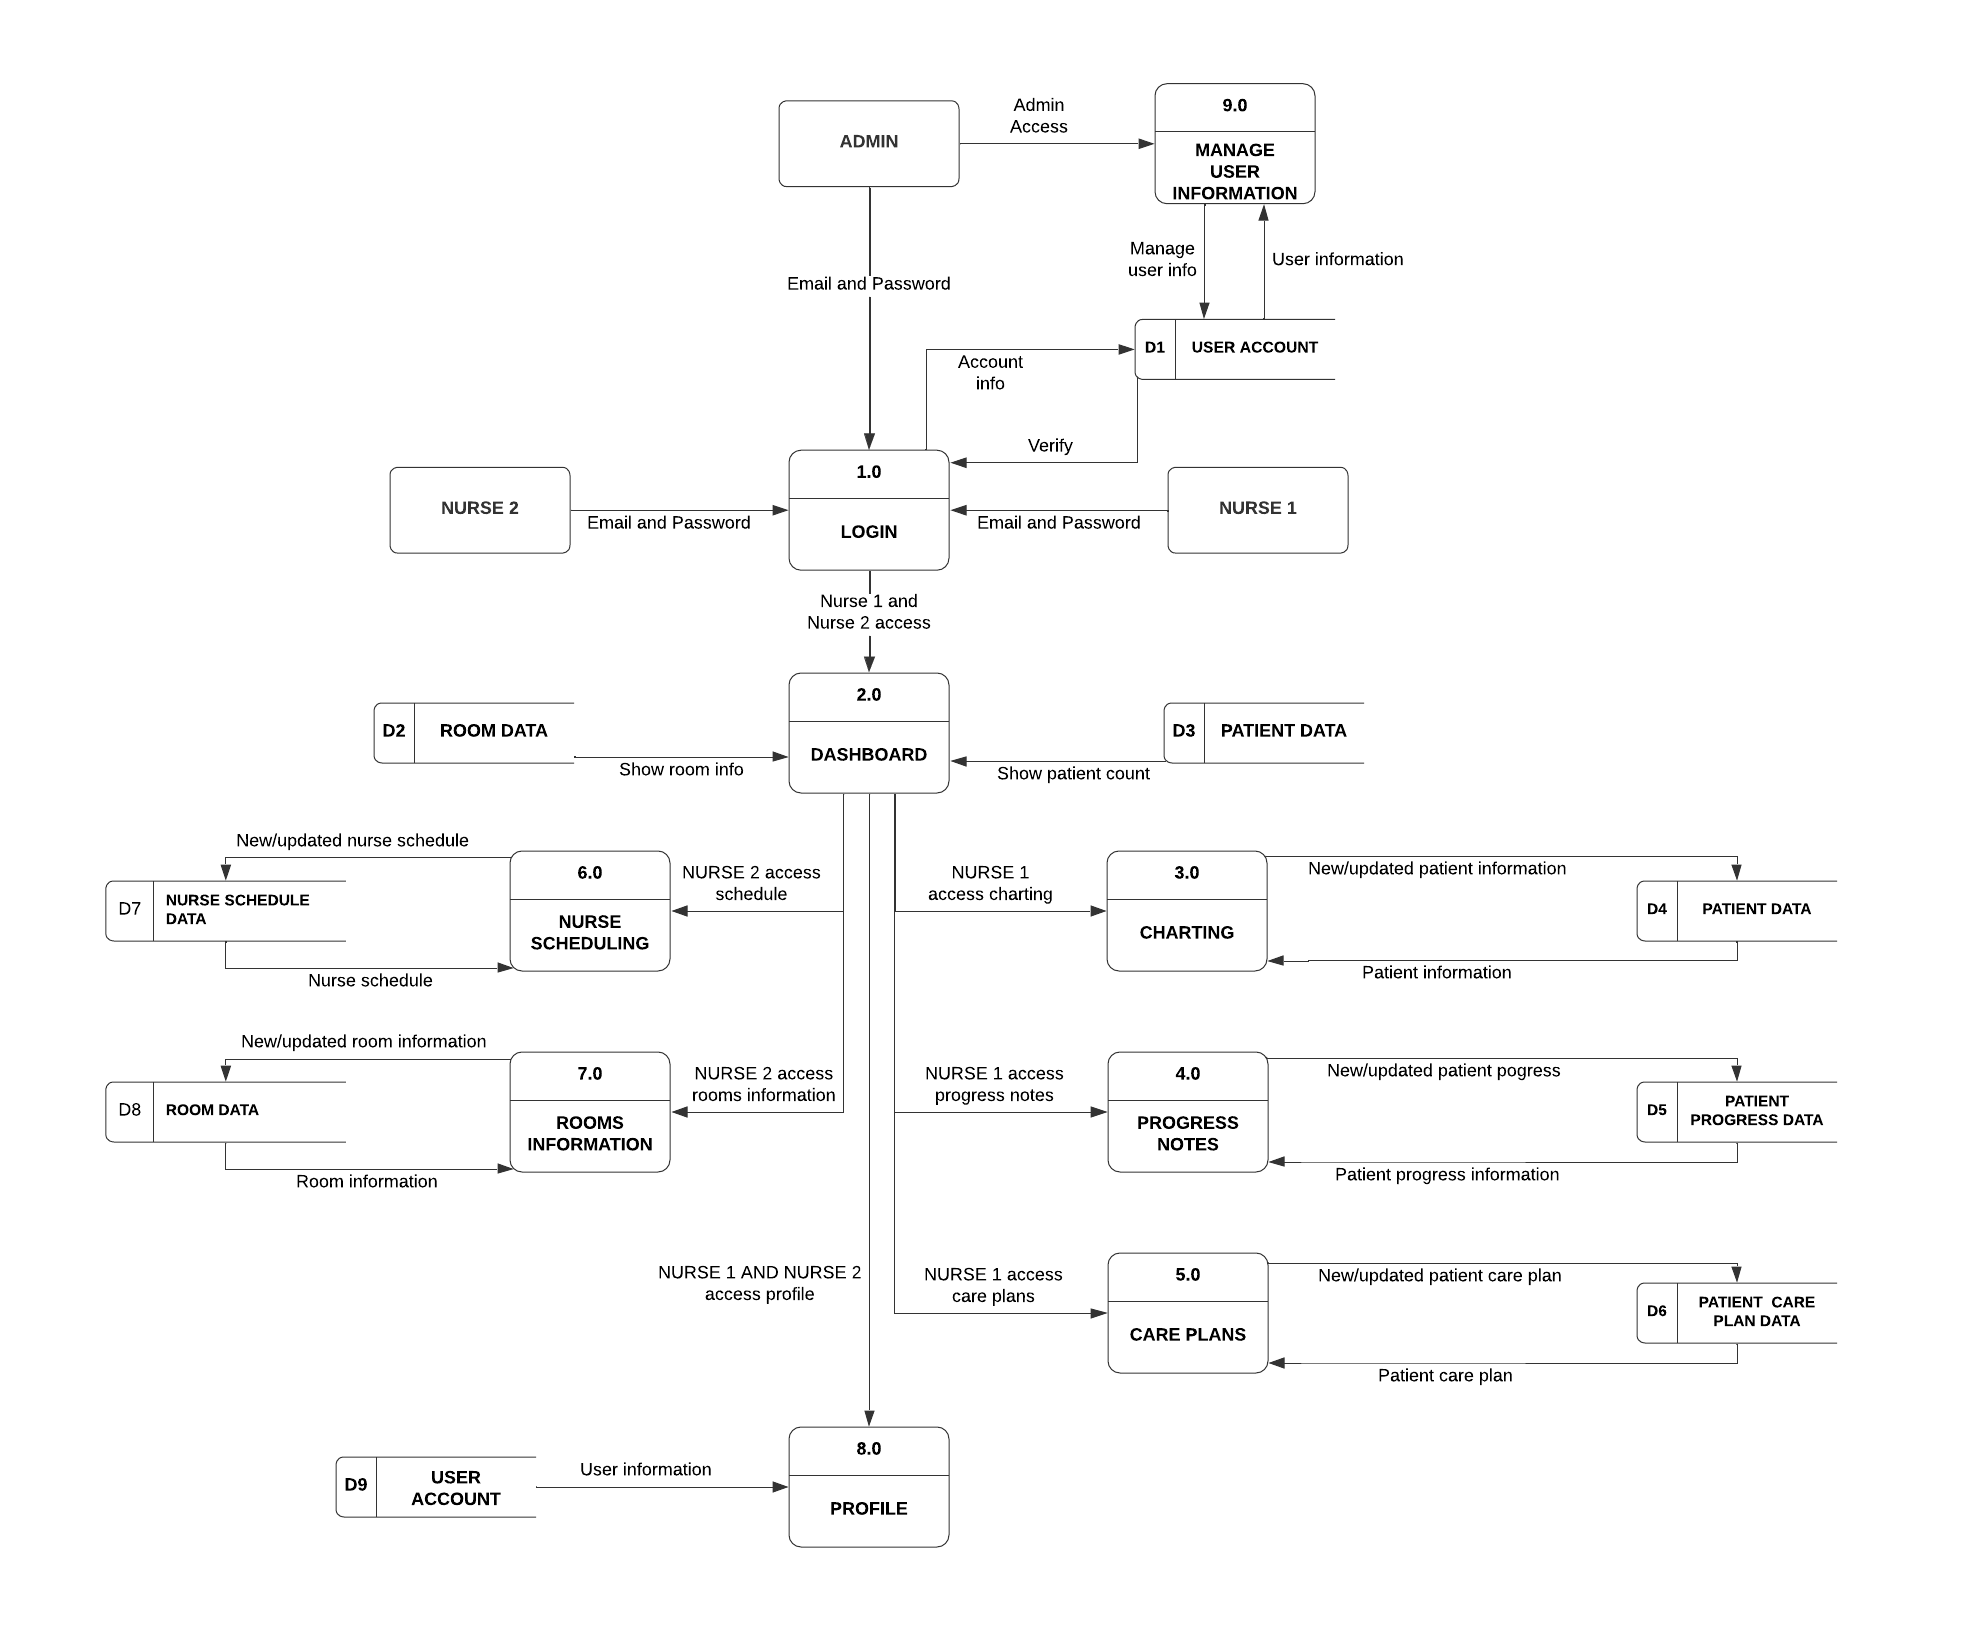 Admin
Access
9.0
ADMIN
MANAGE
USER
INFORMATION
Manage
user info
User information
Email and Password
D1
USER ACCOUNT
Account
info
Verify
1.0
NURSE 2
LOGIN
NURSE 1
Email and Password
Email and Password
Nurse 1 and
Nurse 2 access
2.0
D2
ROOM DATA
DASHBOARD
D3
PATIENT DATA
Show room info
Show patient count
New/updated nurse schedule
6.0
NURSE 2 access
schedule
NURSE 1
access charting
3.0
New/updated patient information
D7
NURSE SCHEDULE
DATA
NURSE
SCHEDULING
CHARTING
D4
PATIENT DATA
Nurse schedule
Patient information
New/updated room information
7.0
NURSE 2 access
rooms information
NURSE 1 access
progress notes
4.0
New/updated patient pogress
D8
ROOM DATA
ROOMS
INFORMATION
PROGRESS
NOTES
D5
PATIENT
PROGRESS DATA
Room information
Patient progress information
NURSE 1 AND NURSE 2
access profile
NURSE 1 access
care plans
5.0
New/updated patient care plan
CARE PLANS
D6
PATIENT  CARE
PLAN DATA
Patient care plan
8.0
D9
USER
ACCOUNT
User information
PROFILE